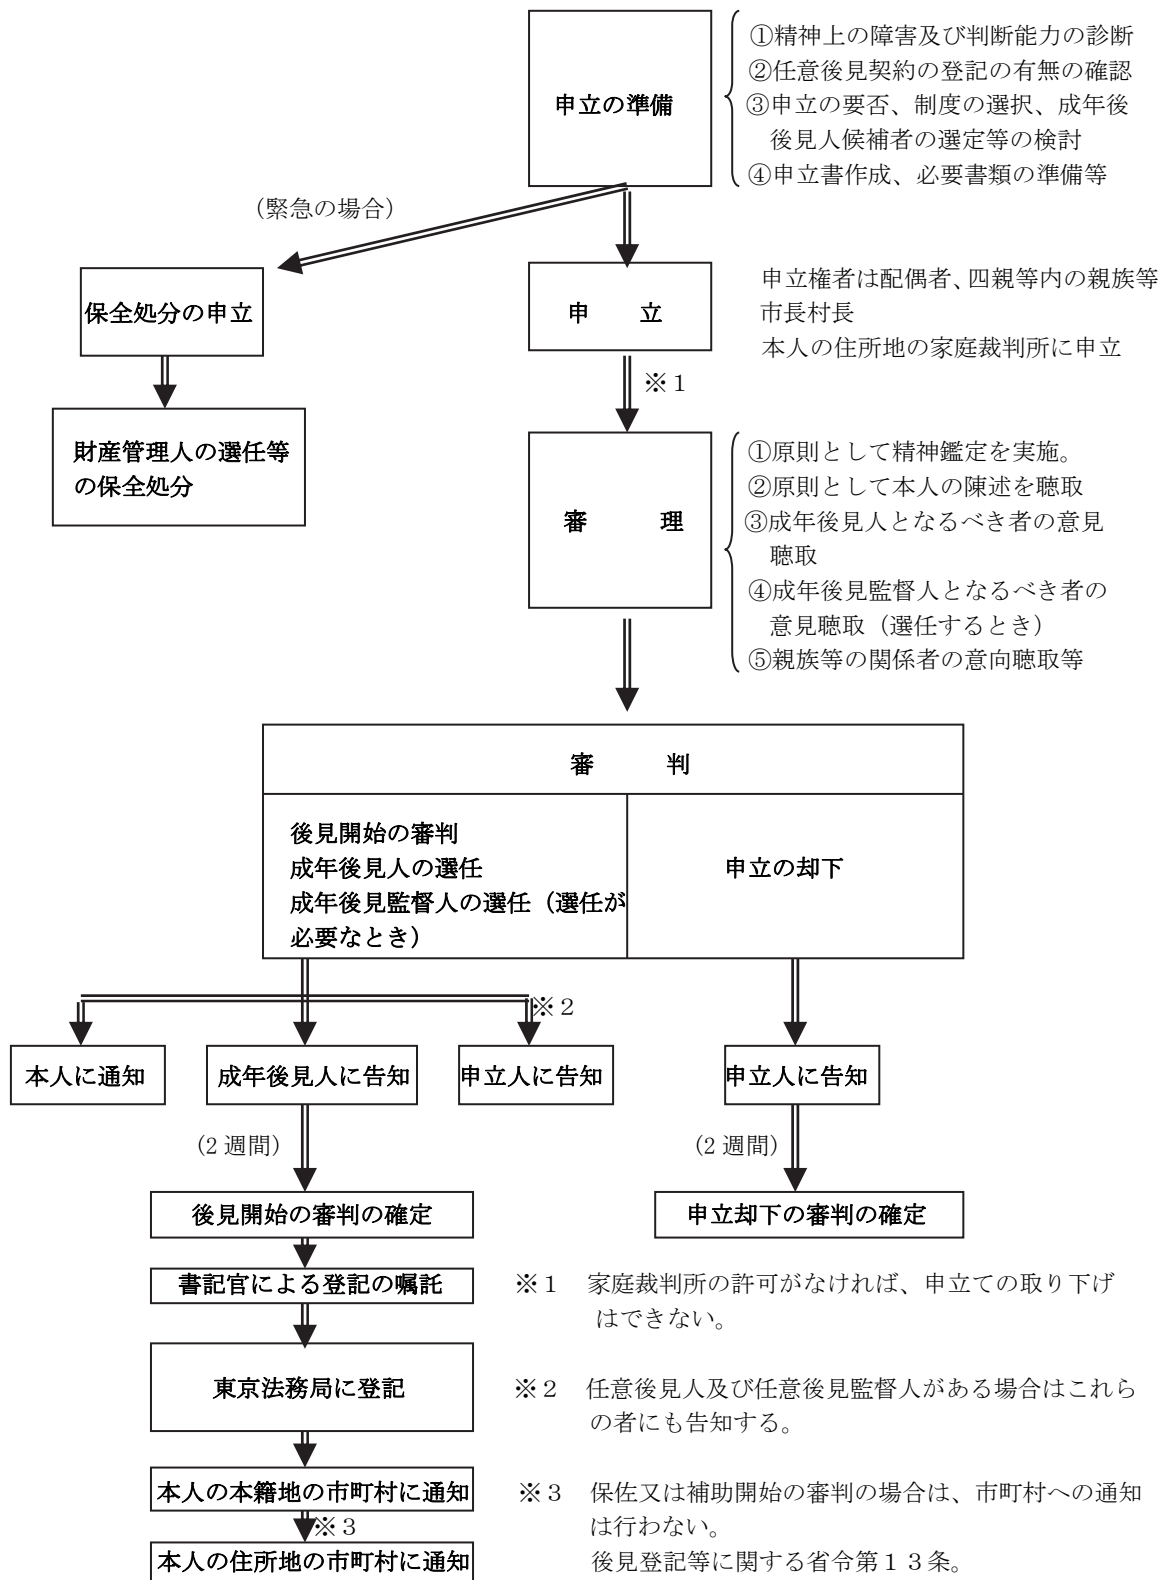 申立の準備
①精神上の障害及び判断能力の診断
②任意後見契約の登記の有無の確認
③申立の要否、制度の選択、成年後
後見人候補者の選定等の検討
④申立書作成、必要書類の準備等
（緊急の場合）
保全処分の申立
申　立
申立権者は配偶者、四親等内の親族等
市長村長
本人の住所地の家庭裁判所に申立
※１
財産管理人の選任等
の保全処分
審　理
①原則として精神鑑定を実施。
②原則として本人の陳述を聴取
③成年後見人となるべき者の意見
聴取
④成年後見監督人となるべき者の
意見聴取（選任するとき）
⑤親族等の関係者の意向聴取等
審　判
後見開始の審判
成年後見人の選任
成年後見監督人の選任（選任が
必要なとき）
申立の却下
※２
本人に通知
成年後見人に告知
申立人に告知
申立人に告知
（2 週間）
（2 週間）
後見開始の審判の確定
申立却下の審判の確定
書記官による登記の嘱託
東京法務局に登記
本人の本籍地の市町村に通知
※３
本人の住所地の市町村に通知
※１　家庭裁判所の許可がなければ、申立ての取り下げ
はできない。
※２　任意後見人及び任意後見監督人がある場合はこれら
の者にも告知する。
※３　保佐又は補助開始の審判の場合は、市町村への通知
は行わない。
後見登記等に関する省令第１３条。